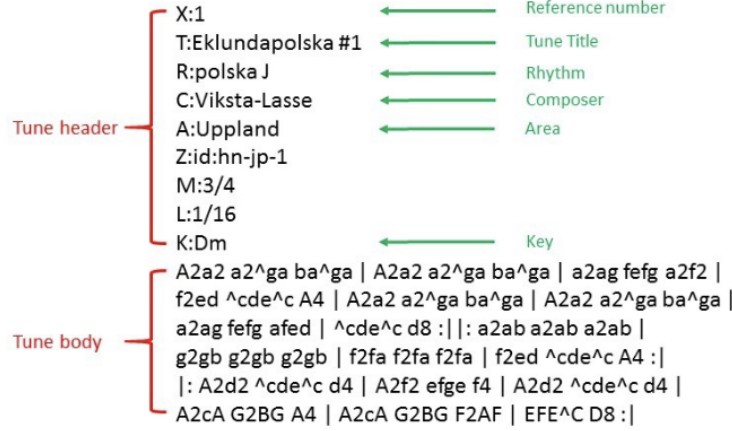 X:1 Reference number
T:Eklundapolska #1 Tune Title
R:polska J Rhythm
C:Viksta-Lasse Composer
Tune header A:Uppland Area
Z:id:hn-jp-1
M:3/4
L:1/16
K:Dm Key
A2a2 a2^ga ba^ga | A2a2 a2^ga ba^ga | a2ag fefg a2f2 |
f2ed ^cde^c A4 | A2a2 a2^ga ba^ga | A2a2 a2^ga ba^ga |
a2ag fefg afed | ^cde^c d8 :||: a2ab a2ab a2ab |
Tune body g2gb g2gb g2gb | f2fa f2fa f2fa | f2ed ^cde^c A4 :|
|: A2d2 ^cde^c d4 | A2f2 efge f4 | A2d2 ^cde^c d4 |
A2cA G2BG A4 | A2cA G2BG F2AF | EFE^C D8 :|